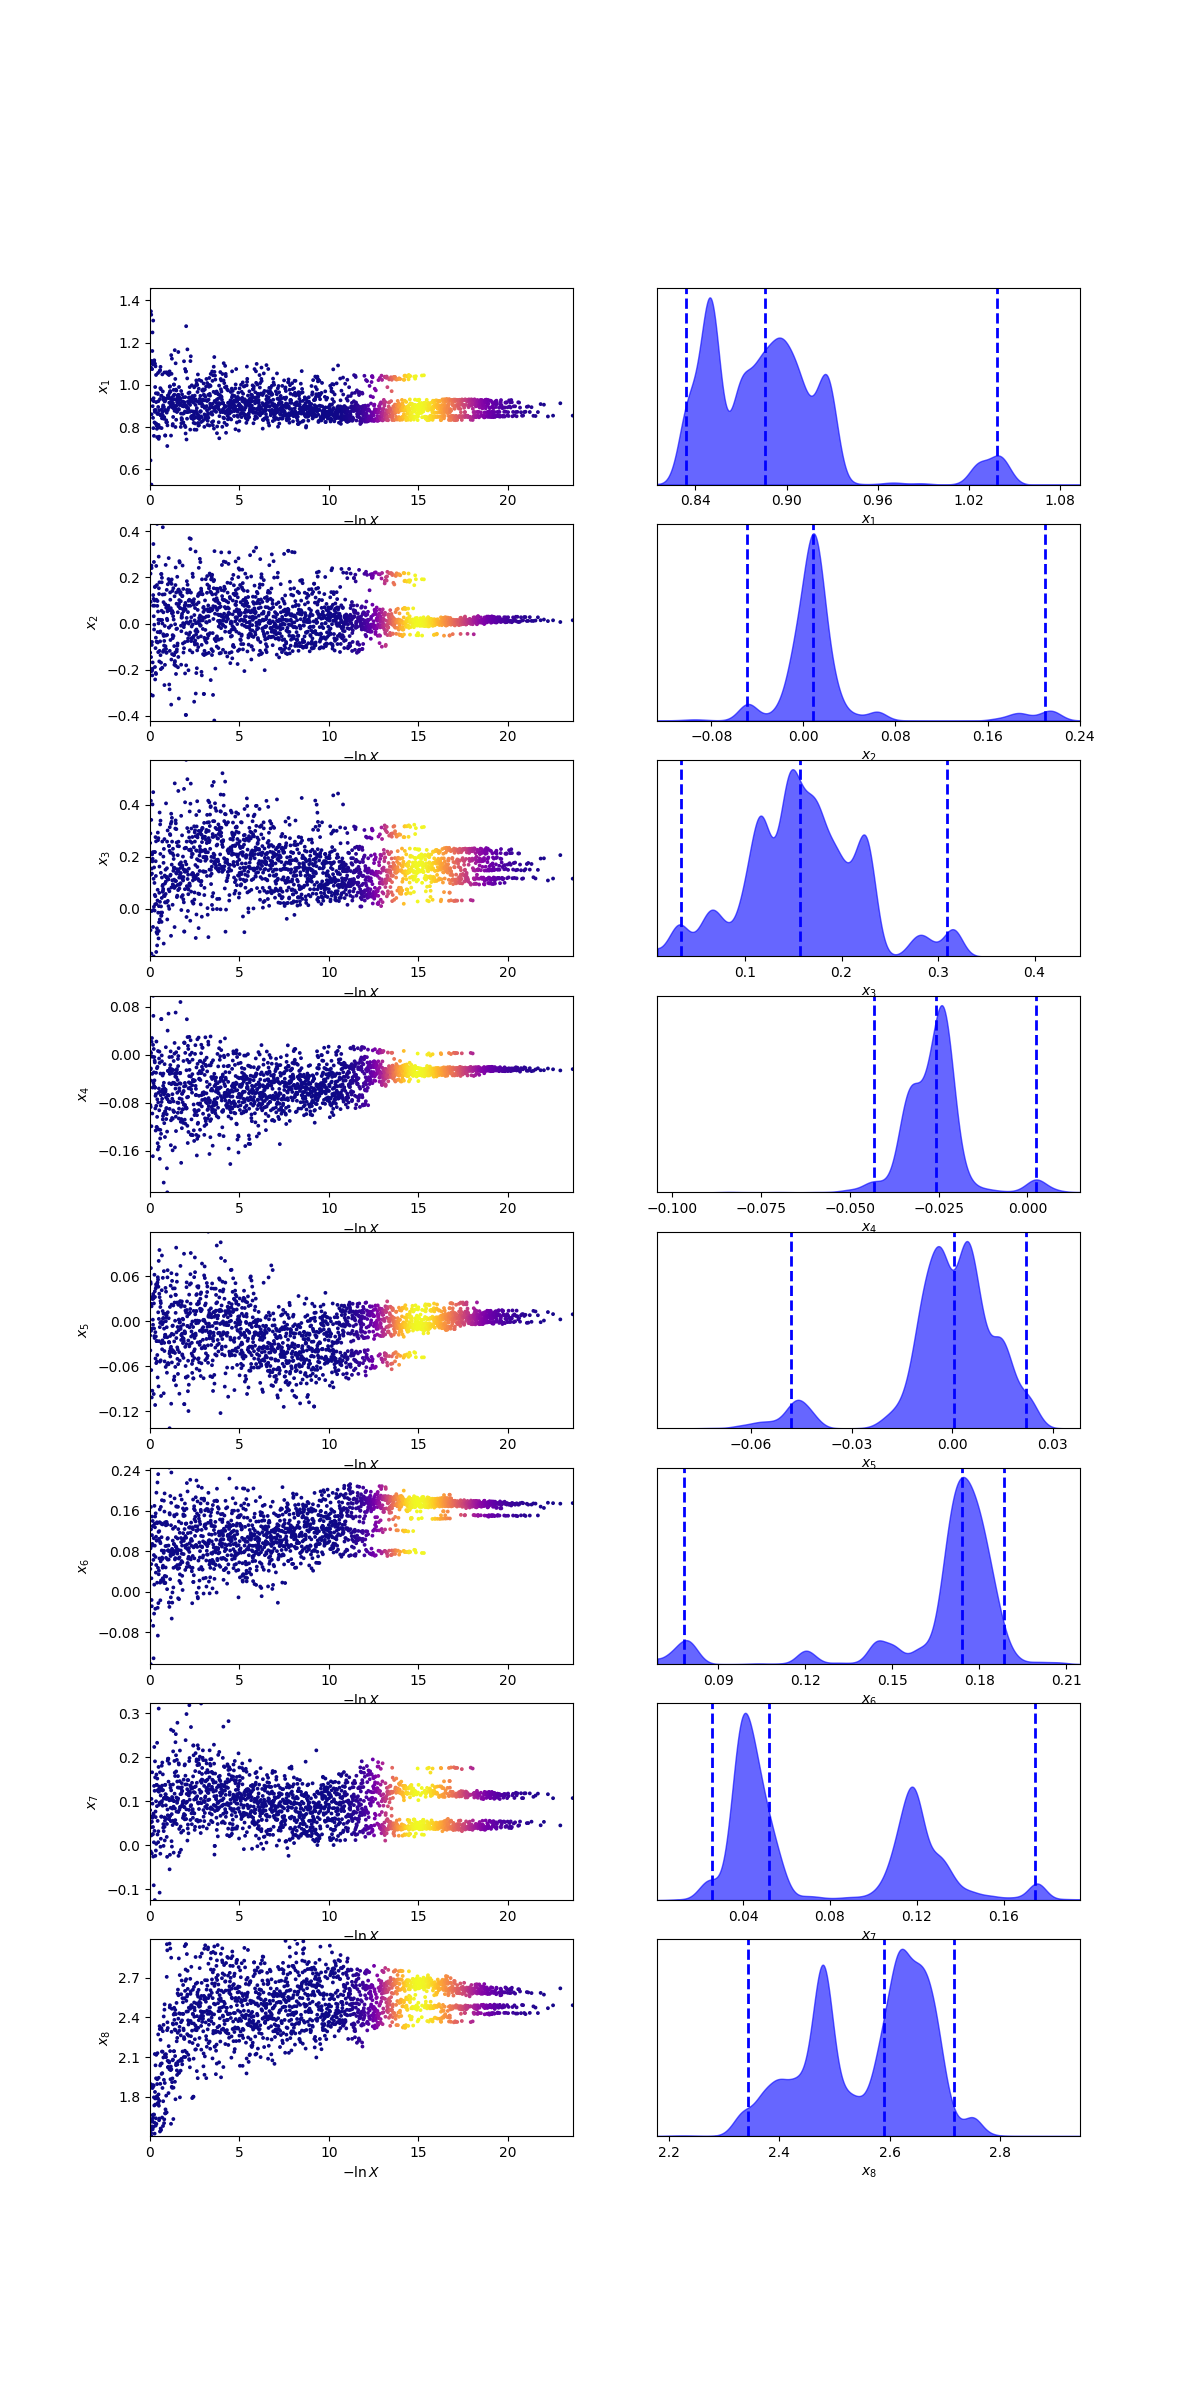 1.4
1.2
1.0
0.8
0.6
x₁
0 5 10 15 20
−ln X
0.84 0.90 0.96 1.02 1.08
x₁
0.4
0.2
0.0
−0.2
−0.4
x₂
0 5 10 15 20
−ln X
−0.08 0.00 0.08 0.16 0.24
x₂
0.4
0.2
0.0
x₃
0 5 10 15 20
−ln X
0.1 0.2 0.3 0.4
x₃
0.08
0.00
−0.08
−0.16
x₄
0 5 10 15 20
−ln X
−0.100 −0.075 −0.050 −0.025 0.000
x₄
0.06
0.00
−0.06
−0.12
x₅
0 5 10 15 20
−ln X
−0.06 −0.03 0.00 0.03
x₅
0.24
0.16
0.08
0.00
−0.08
x₆
0 5 10 15 20
−ln X
0.09 0.12 0.15 0.18 0.21
x₆
0.3
0.2
0.1
0.0
−0.1
x₇
0 5 10 15 20
−ln X
0.04 0.08 0.12 0.16
x₇
2.7
2.4
2.1
1.8
x₈
0 5 10 15 20
−ln X
2.2 2.4 2.6 2.8
x₈